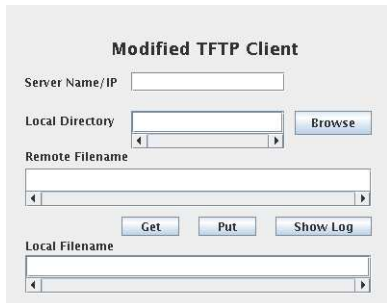 Modified TFTP Client
Server Name/IP
Local Directory
Browse
Remote Filename
Get Put Show Log
Local Filename